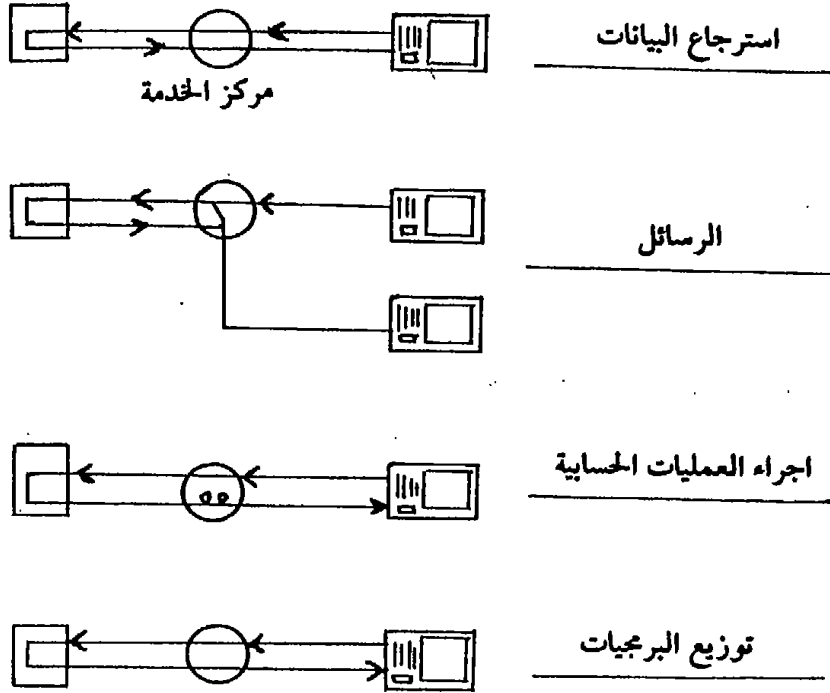 استرجاع البيانات
مركز الخدمة
الرسائل
اجراء العمليات الحسابية
توزيع البرمجيات